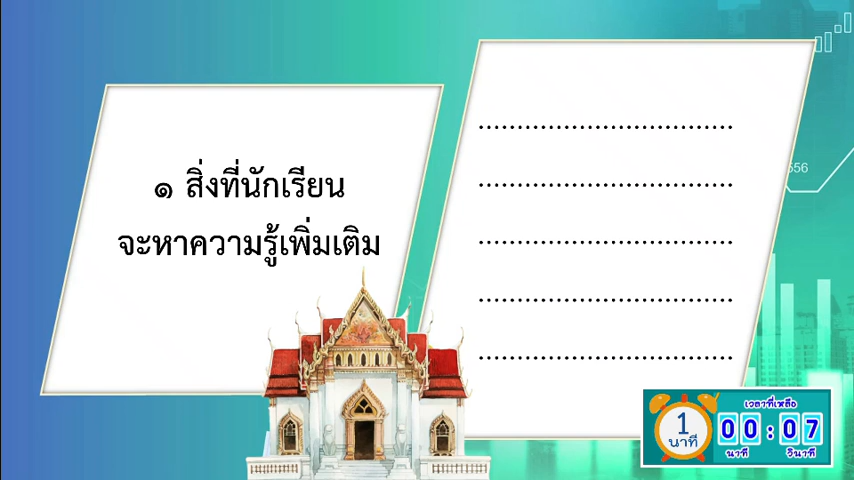 ๑ สิ่งที่นักเรียน
จะหาความรู้เพิ่มเติม
................................
................................
................................
................................
................................
556
1
นาที
เวลาที่เหลือ
00:07
นาที วินาที